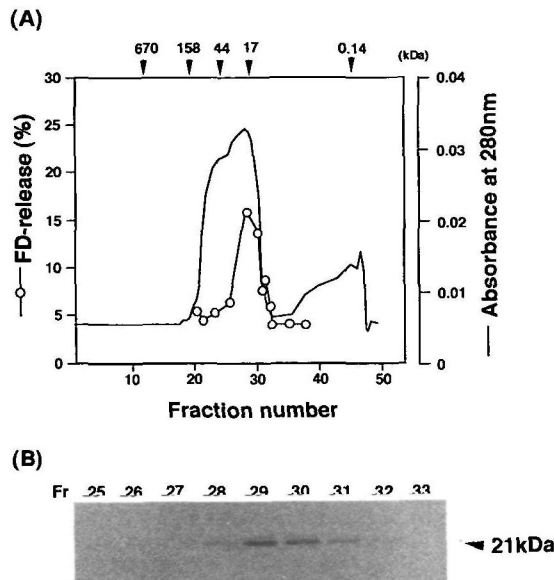 (A)
670 158 44 17 0.14 (kDa)
30 25 20 15 10 5 0
FD-release (%)
0.04 0.03 0.02 0.01 0
Absorbance at 280nm
10 20 30 40 50
Fraction number
(B)
Fr 25 26 27 28 29 30 31 32 33
21kDa